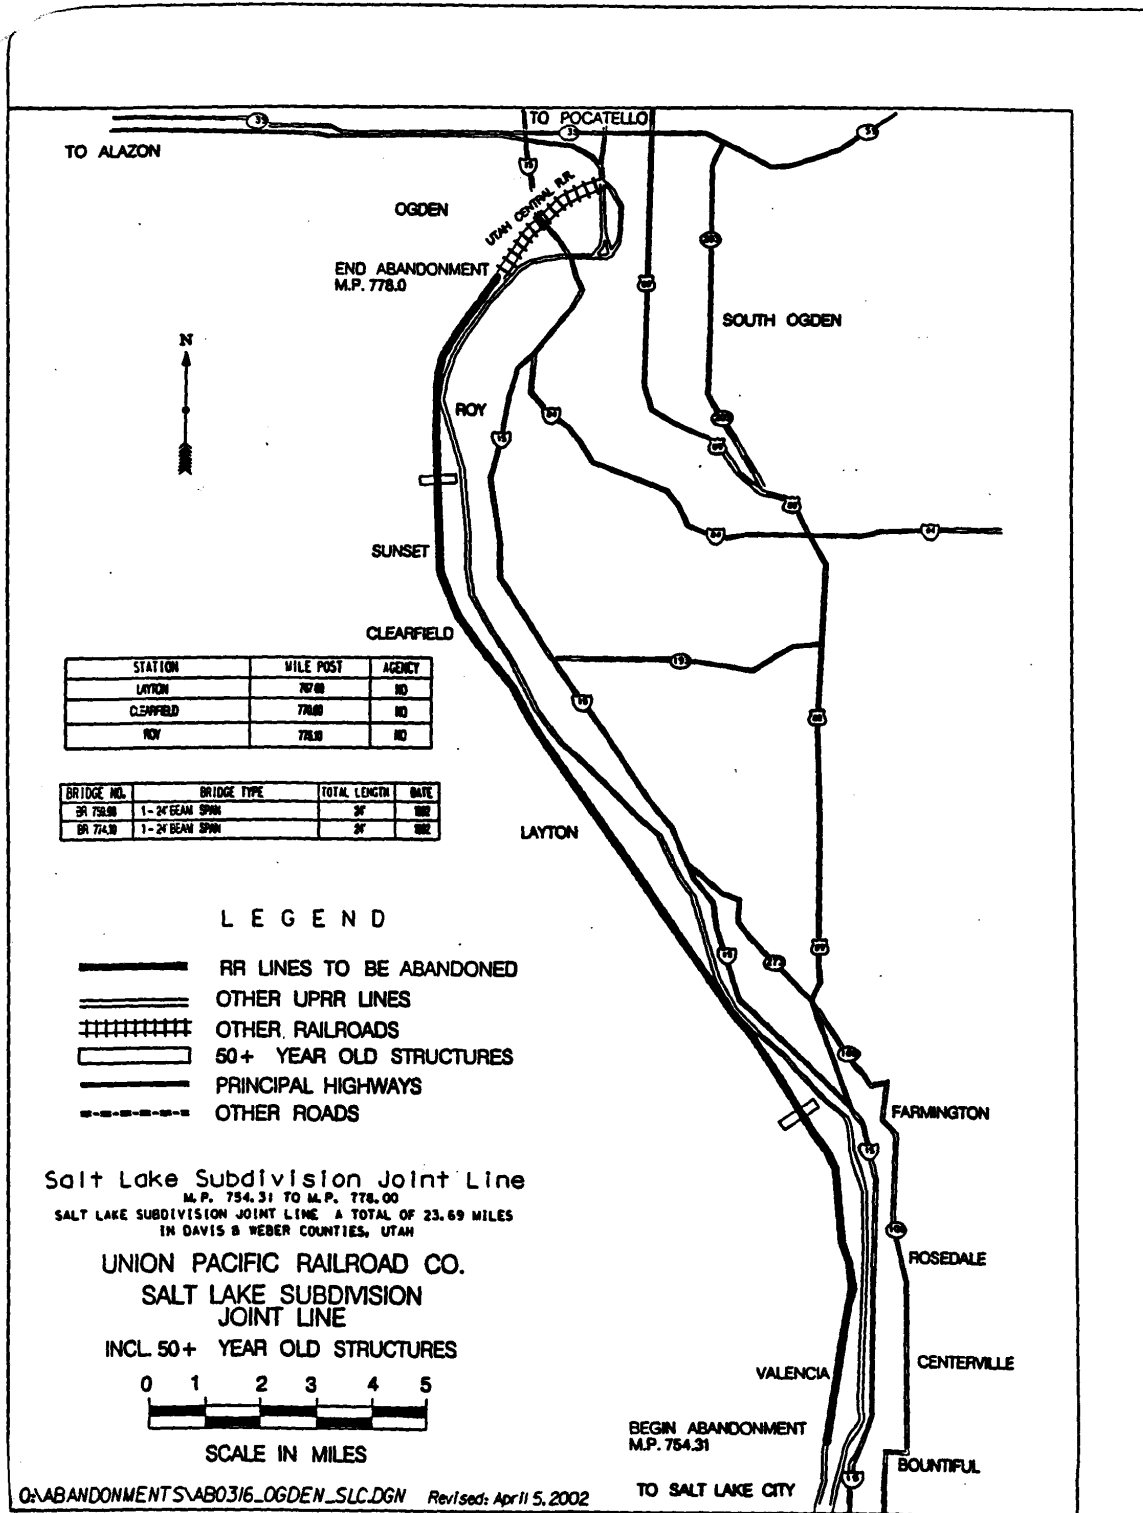 TO POCATELLO
TO ALAZON
OGDEN
UTAH CENTRAL R.R.
END ABANDONMENT
M.P. 778.0
SOUTH OGDEN
N
ROY
SUNSET
CLEARFIELD
STATION MILE POST AGENCY
LAYTON NO
CLEARFIELD NO
ROY NO
BRIDGE NO. BRIDGE TYPE TOTAL LENGTH DATE
1 - 24' BEAM SPAN 24'
1 - 24' BEAM SPAN 24'
LAYTON
LEGEND
RR LINES TO BE ABANDONED
OTHER UPRR LINES
OTHER RAILROADS
50+ YEAR OLD STRUCTURES
PRINCIPAL HIGHWAYS
OTHER ROADS
FARMINGTON
Salt Lake Subdivision Joint Line
M.P. 754.31 TO M.P. 778.00
SALT LAKE SUBDIVISION JOINT LINE A TOTAL OF 23.69 MILES
IN DAVIS & WEBER COUNTIES, UTAH
UNION PACIFIC RAILROAD CO.
SALT LAKE SUBDIVISION
JOINT LINE
INCL. 50+ YEAR OLD STRUCTURES
0 1 2 3 4 5
SCALE IN MILES
ROSEDALE
CENTERVILLE
VALENCIA
BEGIN ABANDONMENT
M.P. 754.31
BOUNTIFUL
TO SALT LAKE CITY
O:\ABANDONMENTS\AB0316_OGDEN_SLC.DGN Revised: April 5, 2002